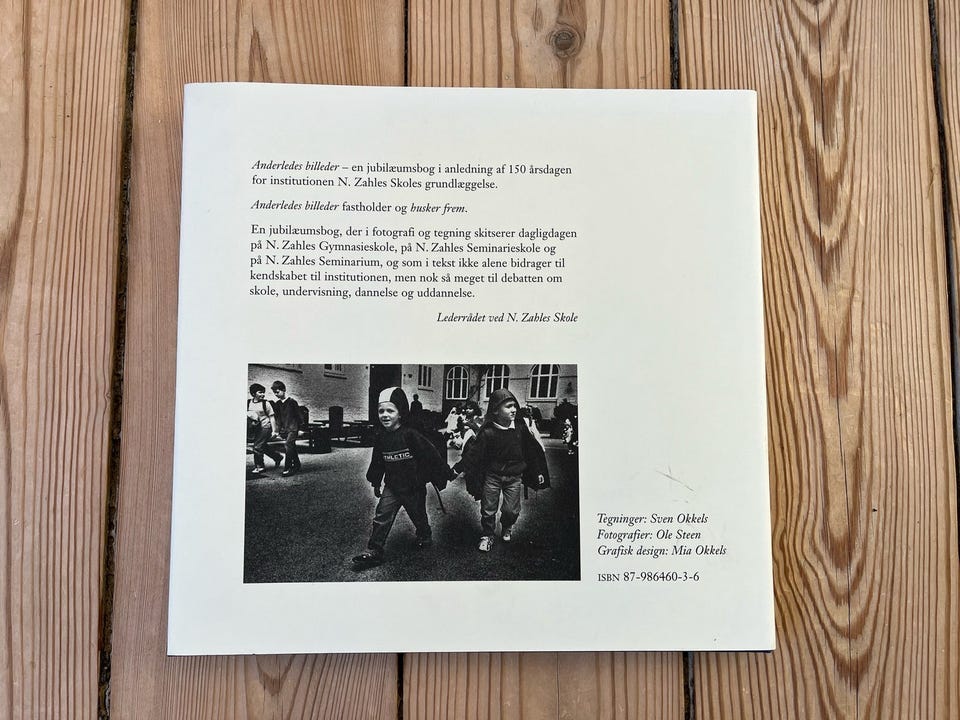 Anderledes billeder – en jubilæumsbog i anledning af 150 årsdagen
for institutionen N. Zahles Skoles grundlæggelse.
Anderledes billeder fastholder og husker frem.
En jubilæumsbog, der i fotografi og tegning skitserer dagligdagen
på N. Zahles Gymnasieskole, på N. Zahles Seminarieskole og
på N. Zahles Seminarium, og som i tekst ikke alene bidrager til
kendskabet til institutionen, men nok så meget til debatten om
skole, undervisning, dannelse og uddannelse.
Lederrådet ved N. Zahles Skole
THLETIC
Tegninger: Sven Okkels
Fotografier: Ole Steen
Grafisk design: Mia Okkels
ISBN 87-986460-3-6